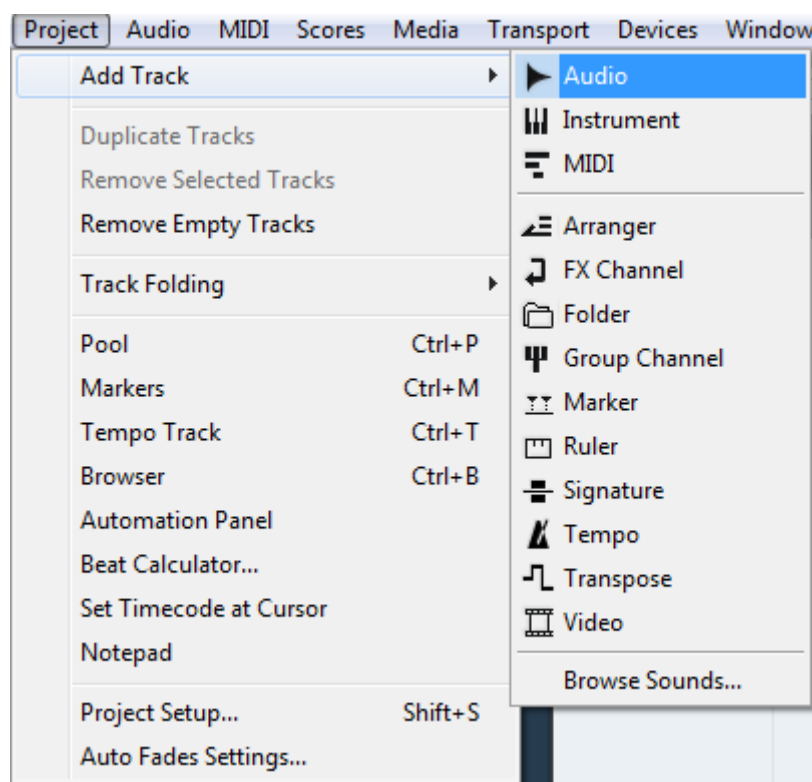 Project Audio MIDI Scores Media Transport Devices Window
Add Track
Duplicate Tracks
Remove Selected Tracks
Remove Empty Tracks
Track Folding
Pool Ctrl+P
Markers Ctrl+M
Tempo Track Ctrl+T
Browser Ctrl+B
Automation Panel
Beat Calculator...
Set Timecode at Cursor
Notepad
Project Setup... Shift+S
Auto Fades Settings...
Audio
Instrument
MIDI
Arranger
FX Channel
Folder
Group Channel
Marker
Ruler
Signature
Tempo
Transpose
Video
Browse Sounds...